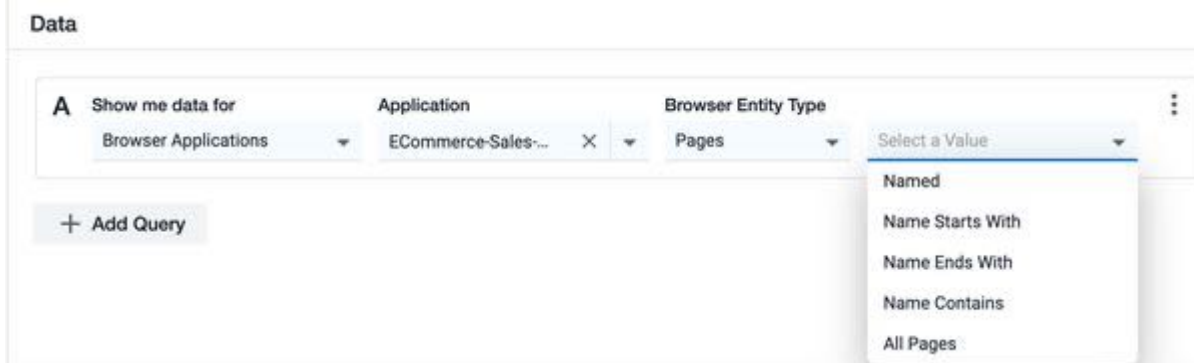 Data
A Show me data for Application Browser Entity Type
Browser Applications ECommerce-Sales-... Pages Select a Value
Named
+ Add Query Name Starts With
Name Ends With
Name Contains
All Pages